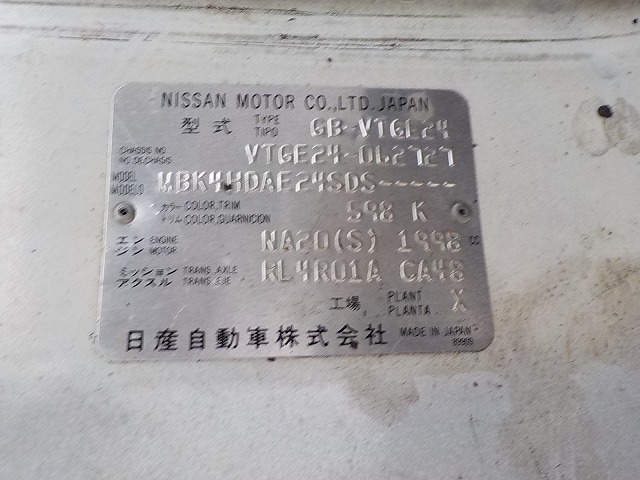 NISSAN MOTOR CO.,LTD. JAPAN
型式 TYPE TIPO GB-VTGE24
CHASSIS NO NO DECHASIS VTGE24-062727
MODEL MODELO MBK4HDAE24SDS-----
カラー COLOR,TRIM トリム COLOR,GUARNICION 598 K
エンジン ENGINE MOTOR NA20(S) 1998 CC
ミッション アクスル TRANS.AXLE TRANS.EJE RL4R01A CA48
工場 PLANT PLANTA X
日産自動車株式会社 MADE IN JAPAN